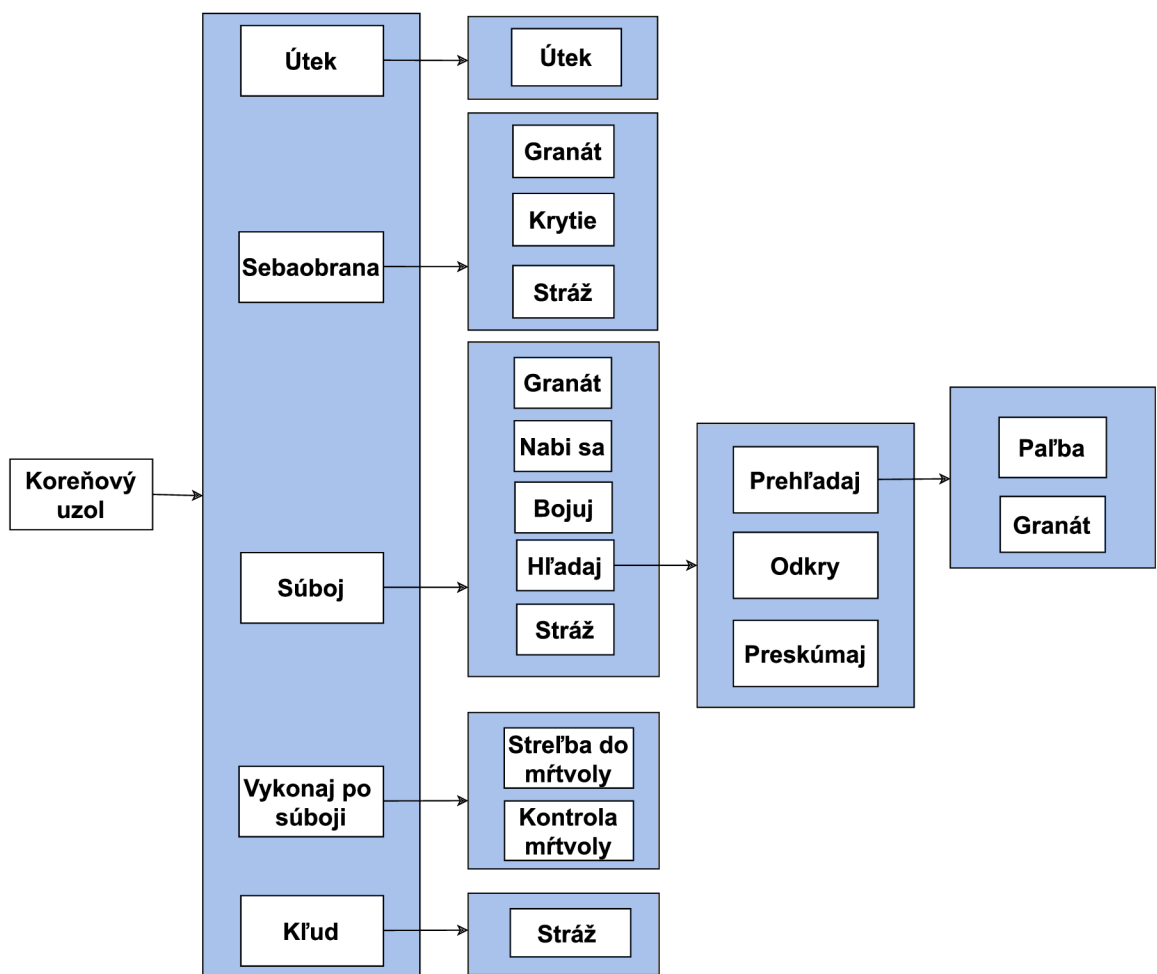 Koreňový
uzol
Útek
Sebaobrana
Súboj
Vykonaj po
súboji
Kľud
Útek
Granát
Krytie
Stráž
Granát
Nabi sa
Bojuj
Hľadaj
Stráž
Streľba do
mŕtvoly
Kontrola
mŕtvoly
Stráž
Prehľadaj
Odkry
Preskúmaj
Paľba
Granát